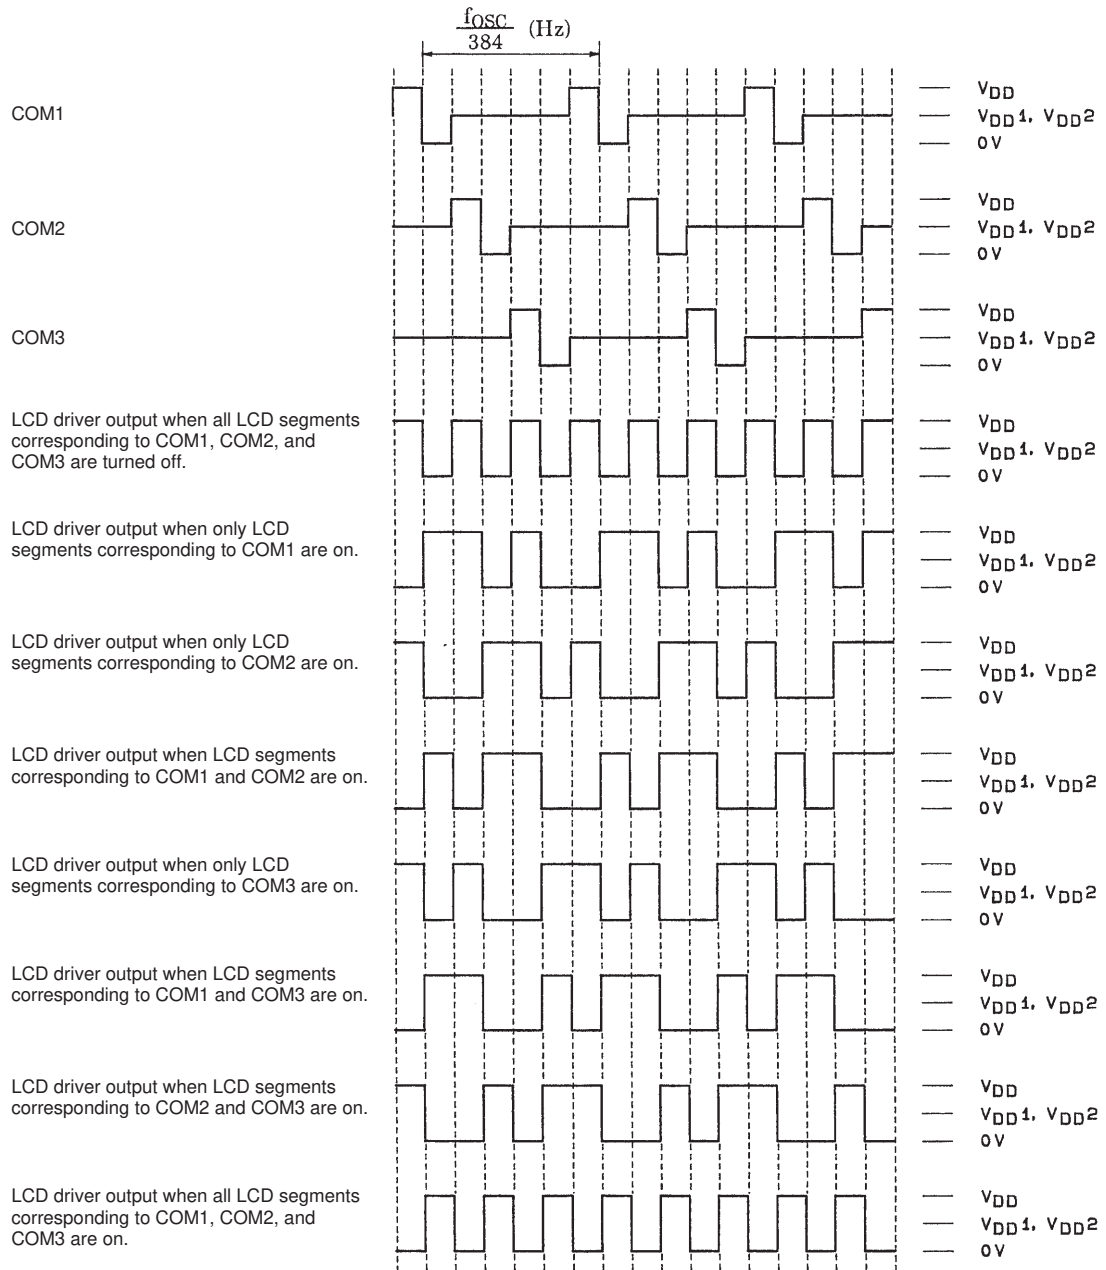 fOSC
384
(Hz)
COM1
VDD
VDD1, VDD2
0V
COM2
VDD
VDD1, VDD2
0V
COM3
VDD
VDD1, VDD2
0V
LCD driver output when all LCD segments
corresponding to COM1, COM2, and
COM3 are turned off.
VDD
VDD1, VDD2
0V
LCD driver output when only LCD
segments corresponding to COM1 are on.
VDD
VDD1, VDD2
0V
LCD driver output when only LCD
segments corresponding to COM2 are on.
VDD
VDD1, VDD2
0V
LCD driver output when LCD segments
corresponding to COM1 and COM2 are on.
VDD
VDD1, VDD2
0V
LCD driver output when only LCD
segments corresponding to COM3 are on.
VDD
VDD1, VDD2
0V
LCD driver output when LCD segments
corresponding to COM1 and COM3 are on.
VDD
VDD1, VDD2
0V
LCD driver output when LCD segments
corresponding to COM2 and COM3 are on.
VDD
VDD1, VDD2
0V
LCD driver output when all LCD segments
corresponding to COM1, COM2, and
COM3 are on.
VDD
VDD1, VDD2
0V